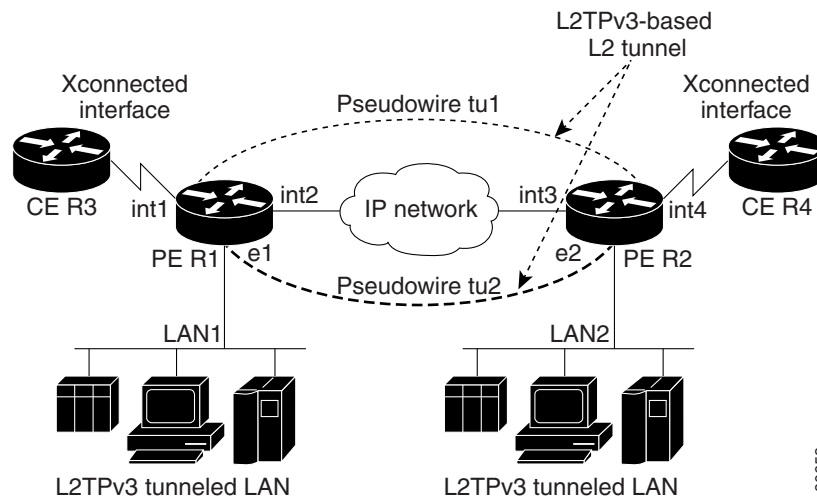 L2TPv3-based
L2 tunnel
Xconnected
interface
Xconnected
interface
Pseudowire tu1
CE R3
int1
int2
IP network
int3
int4
CE R4
PE R1
e1
e2
PE R2
Pseudowire tu2
LAN1
LAN2
L2TPv3 tunneled LAN
L2TPv3 tunneled LAN